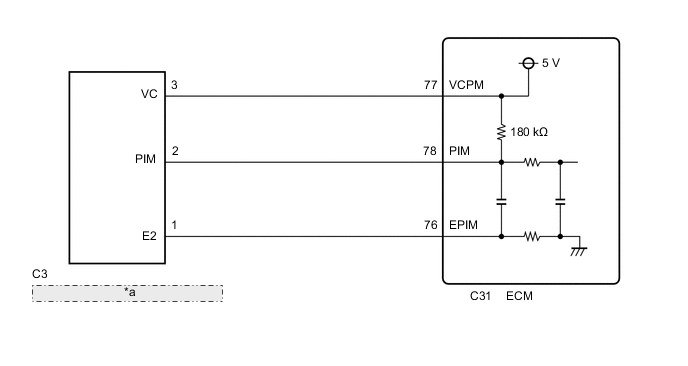 5 V
VC 3 77 VCPM
180 kΩ
PIM 2 78 PIM
E2 1 76 EPIM
C3
*a
C31 ECM